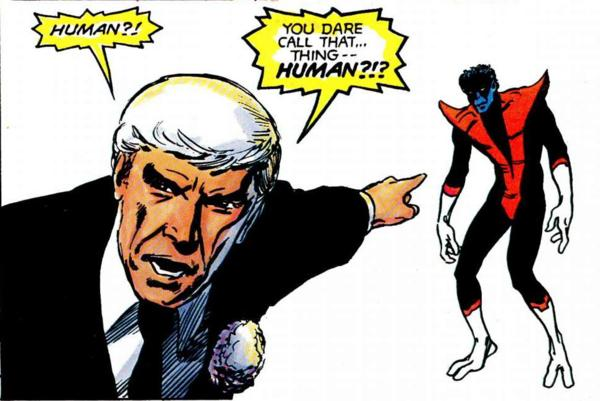 HUMAN?!
YOU DARE
CALL THAT...
THING--
HUMAN?!?